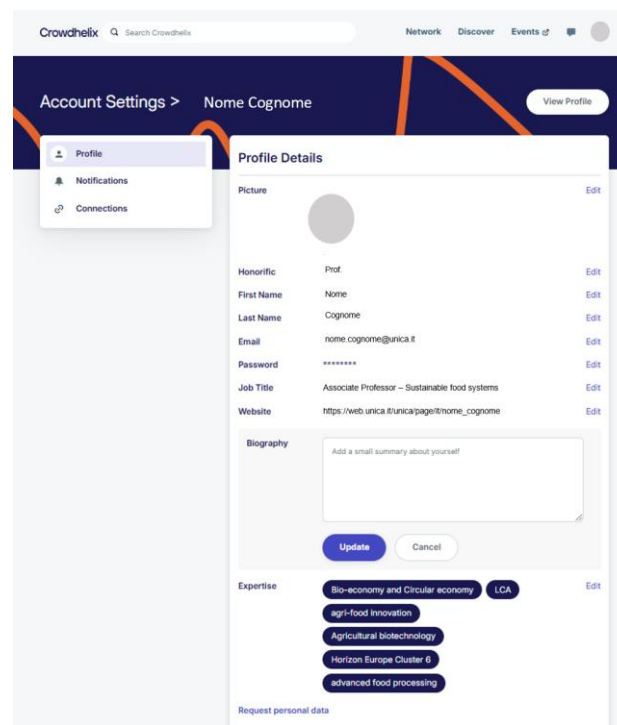 Crowdhelix Search Crowdhelix Network Discover Events
Account Settings > Nome Cognome View Profile
Profile
Notifications
Connections
Profile Details
Picture Edit
Honorific Prof. Edit
First Name Nome Edit
Last Name Cognome Edit
Email nome.cognome@unica.it Edit
Password ******** Edit
Job Title Associate Professor – Sustainable food systems Edit
Website https://web.unica.it/unica/page/it/nome_cognome Edit
Biography Add a small summary about yourself
Update Cancel
Expertise Bio-economy and Circular economy LCA Edit
agri-food innovation
Agricultural biotechnology
Horizon Europe Cluster 6
advanced food processing
Request personal data